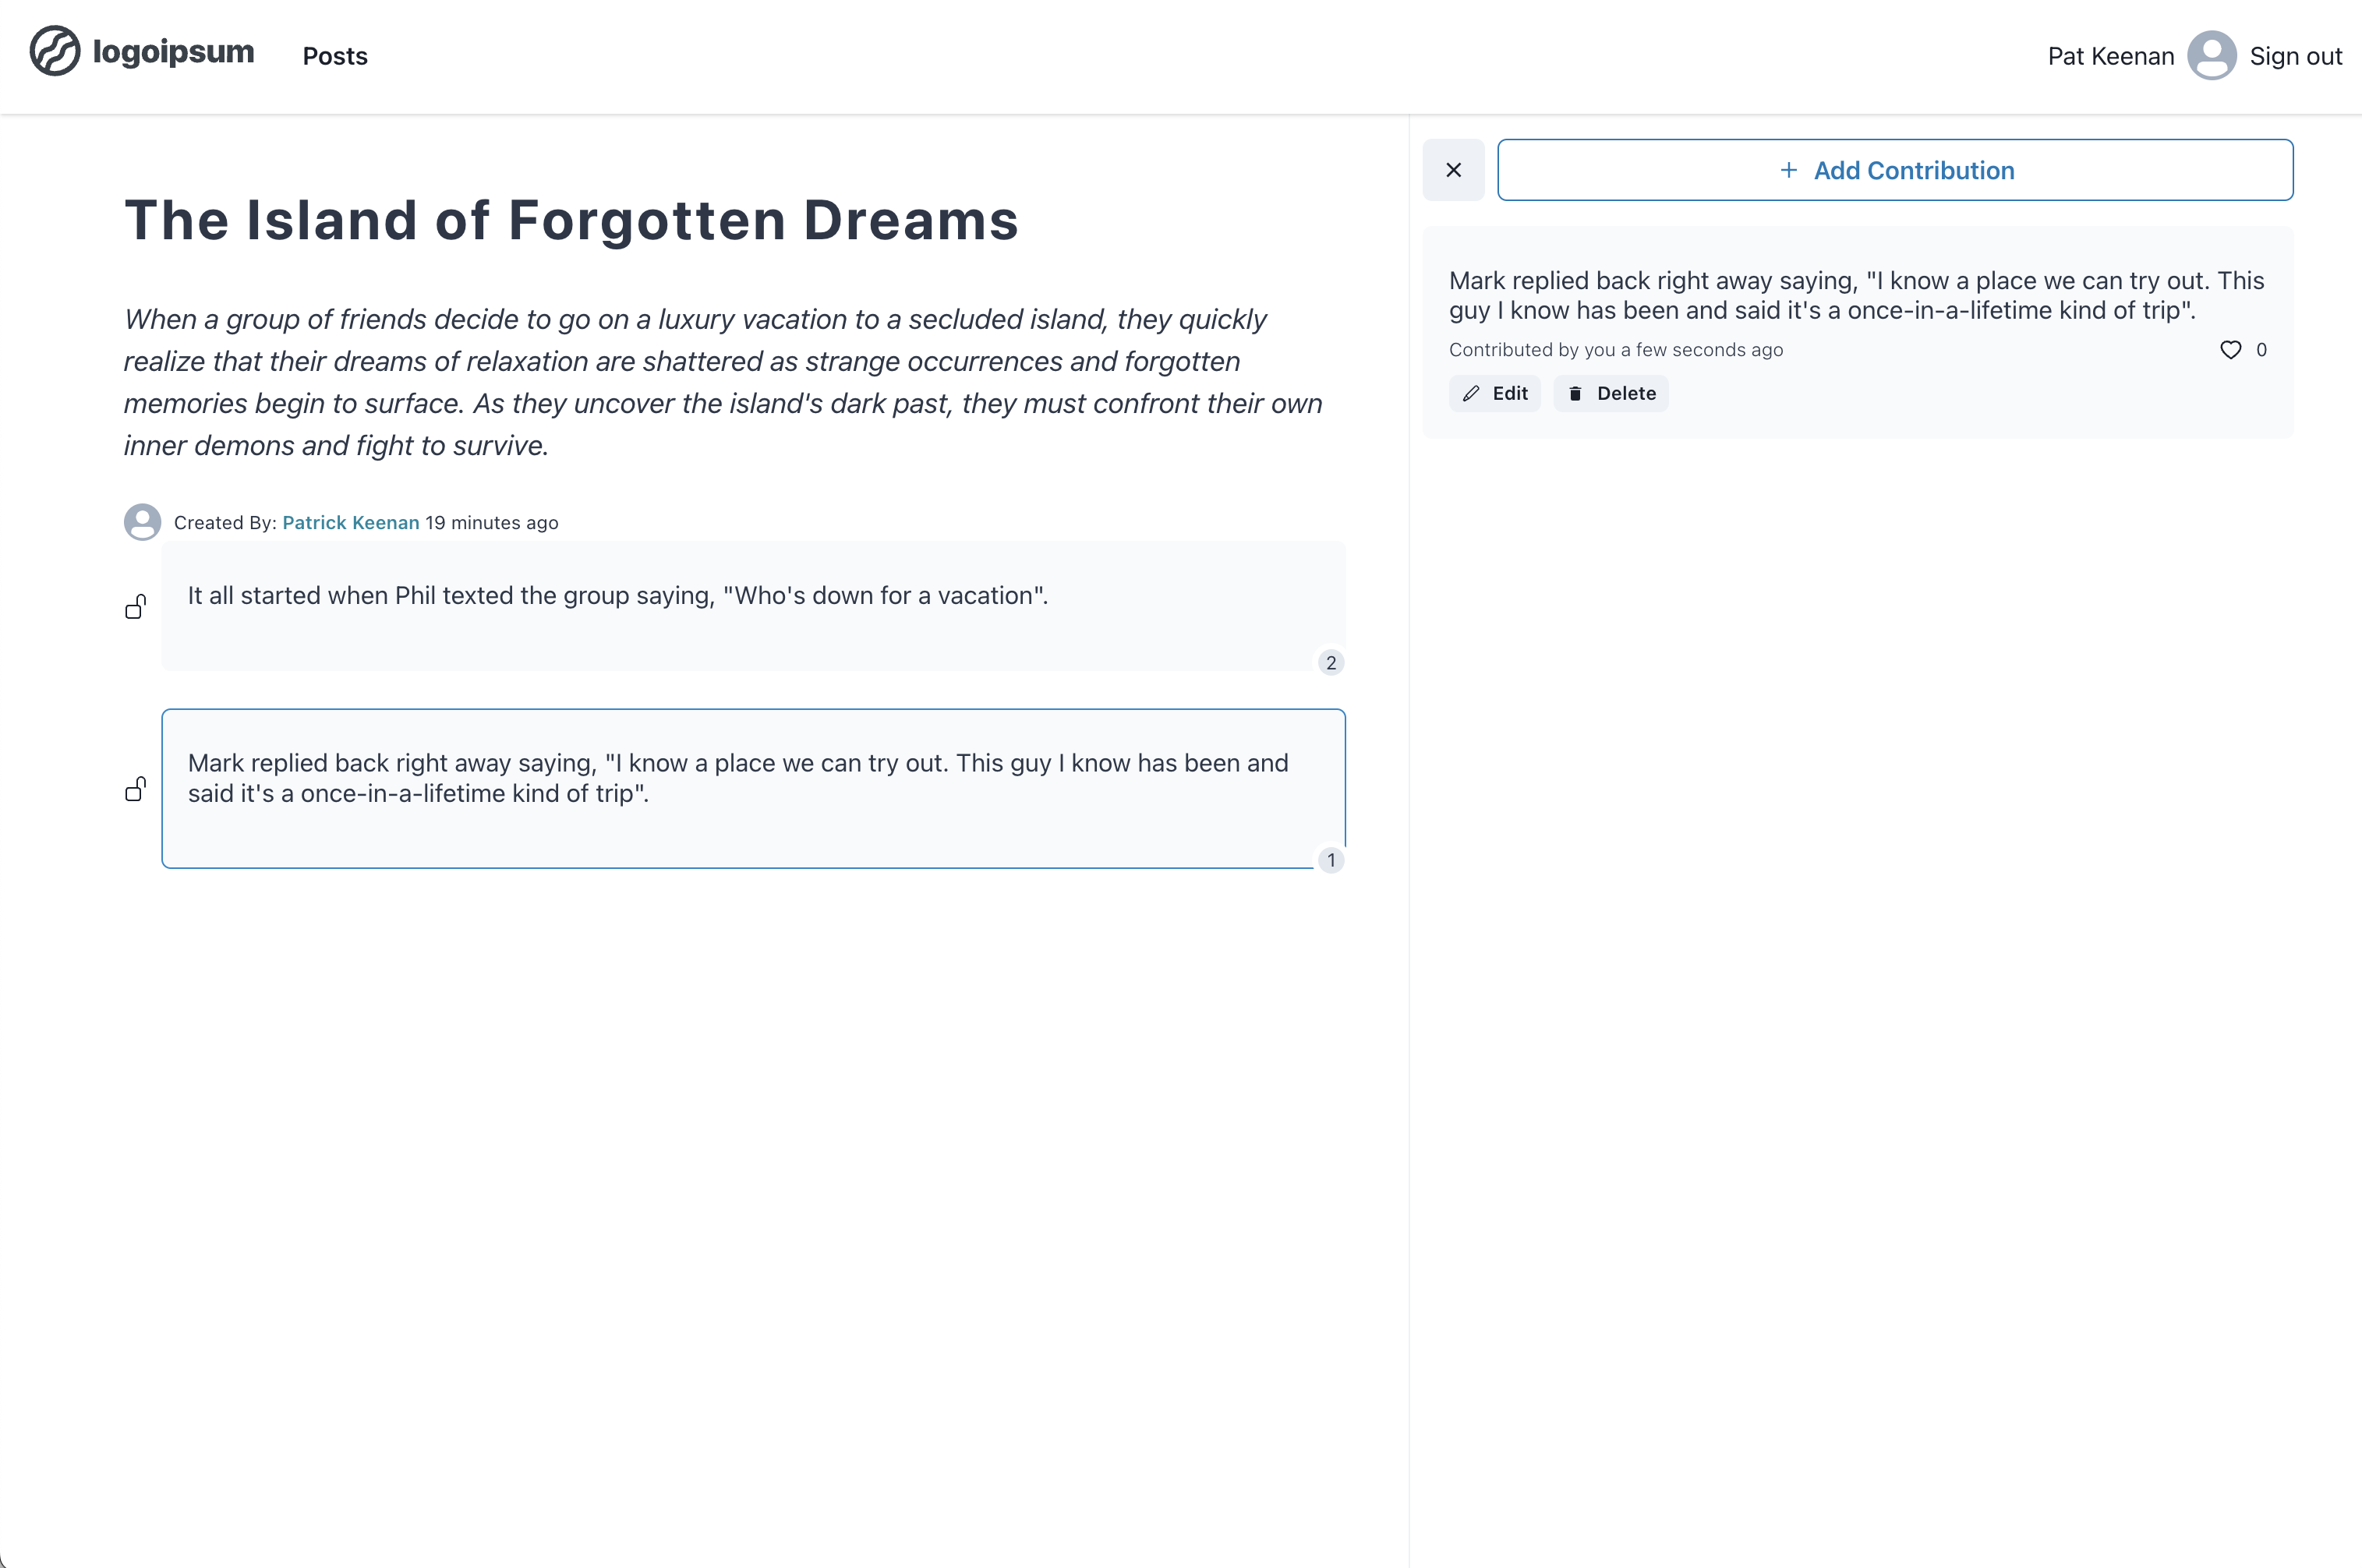 logoipsum
Posts
Pat Keenan
Sign out
The Island of Forgotten Dreams
When a group of friends decide to go on a luxury vacation to a secluded island, they quickly
realize that their dreams of relaxation are shattered as strange occurrences and forgotten
memories begin to surface. As they uncover the island's dark past, they must confront their own
inner demons and fight to survive.
Created By: Patrick Keenan 19 minutes ago
It all started when Phil texted the group saying, "Who's down for a vacation".
2
Mark replied back right away saying, "I know a place we can try out. This guy I know has been and
said it's a once-in-a-lifetime kind of trip".
1
+ Add Contribution
Mark replied back right away saying, "I know a place we can try out. This
guy I know has been and said it's a once-in-a-lifetime kind of trip".
Contributed by you a few seconds ago
0
Edit
Delete